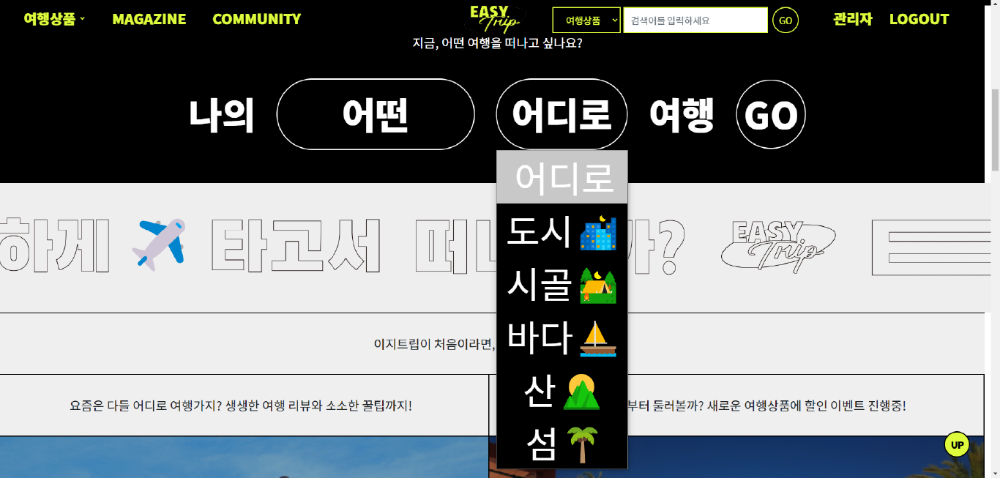 여행상품 MAGAZINE COMMUNITY EASY Trip 여행상품 검색어를 입력하세요 GO 관리자 LOGOUT
지금, 어떤 여행을 떠나고 싶나요?
나의 어떤 어디로 여행 GO
어디로
도시
시골
바다
산
섬
하게 타고서 ? EASY Trip
이지트립이 처음이라면,
요즘은 다들 어디로 여행가지? 생생한 여행 리뷰와 소소한 꿀팁까지!
부터 둘러볼까? 새로운 여행상품에 할인 이벤트 진행중!
UP